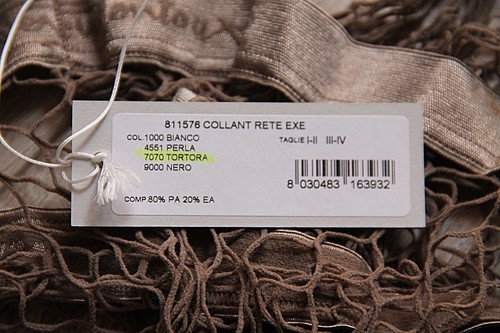 811576 COLLANT RETE EXE
COL 1000 BIANCO
4551 PERLA
7070 TORTORA
9000 NERO
TAGLIE I-II III-IV
8 030483 163932
COMP 80% PA 20% EA